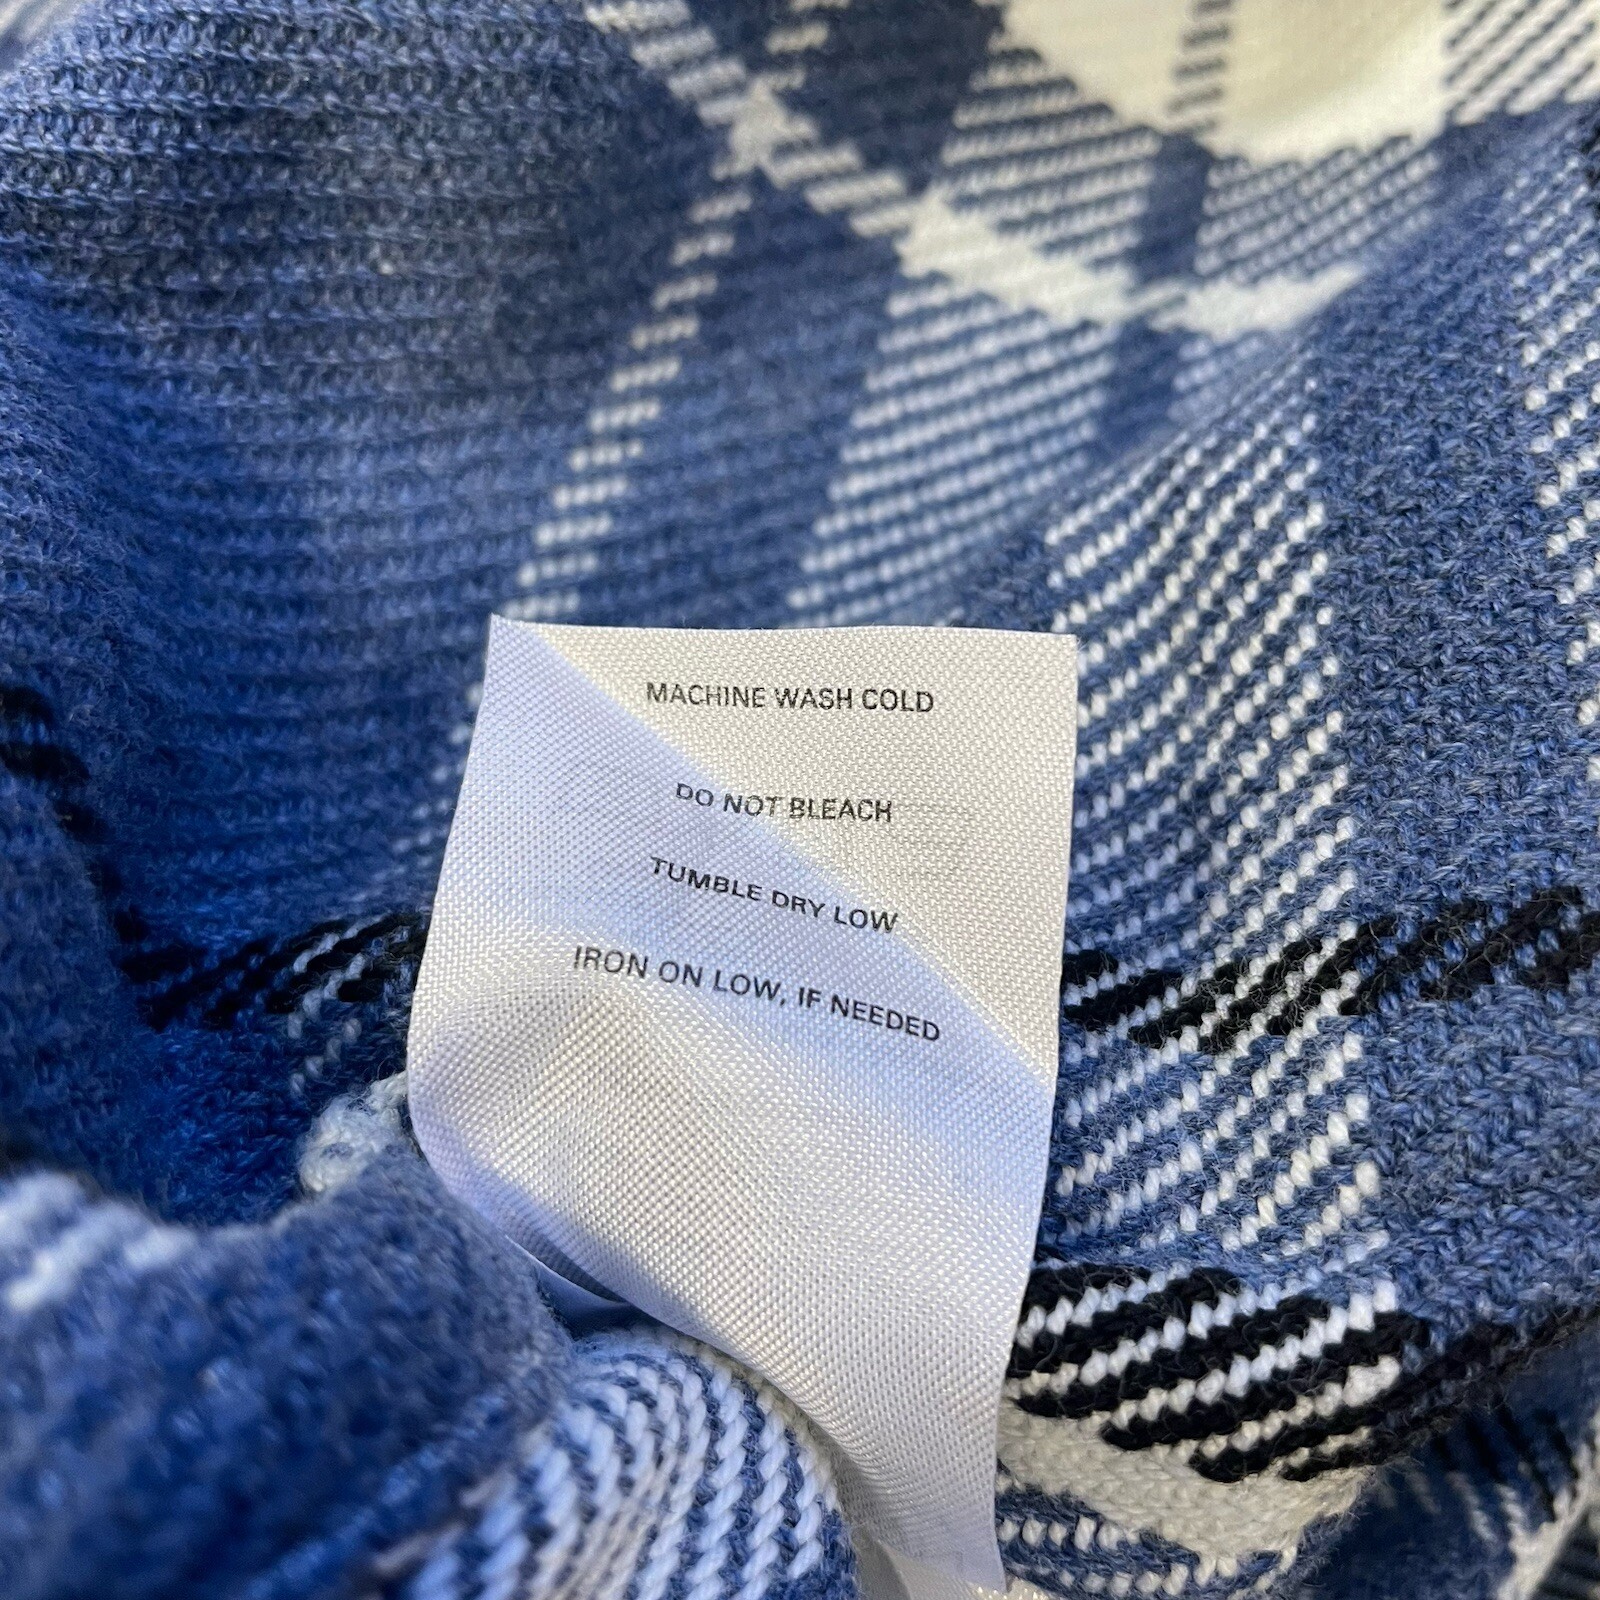 MACHINE WASH COLD
DO NOT BLEACH
TUMBLE DRY LOW
IRON ON LOW, IF NEEDED